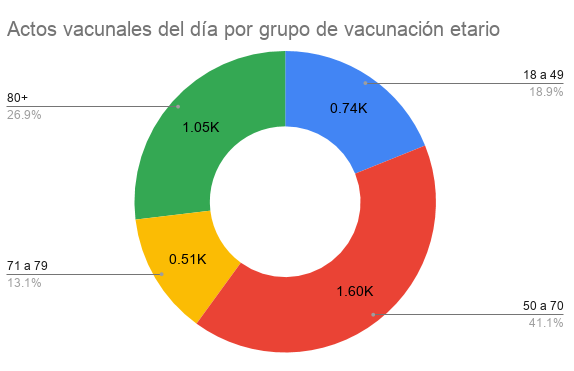 Actos vacunales del día por grupo de vacunación etario
18 a 49
18.9%
0.74K
80+
26.9%
1.05K
71 a 79
13.1%
0.51K
1.60K
50 a 70
41.1%